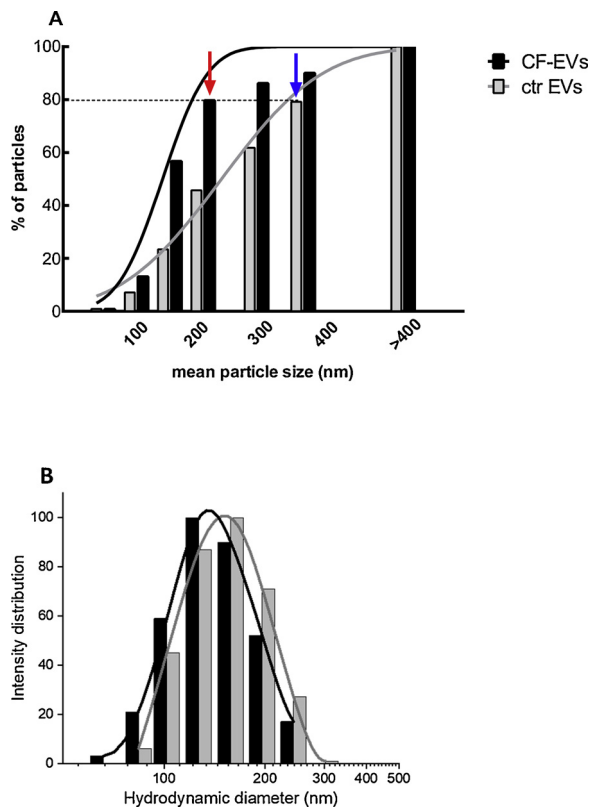 A
100
80
60
40
20
0
% of particles
100
200
300
400
>400
mean particle size (nm)
CF-EVs
ctr EVs
B
100
80
60
40
20
0
Intensity distribution
100
200
300
400
500
Hydrodynamic diameter (nm)